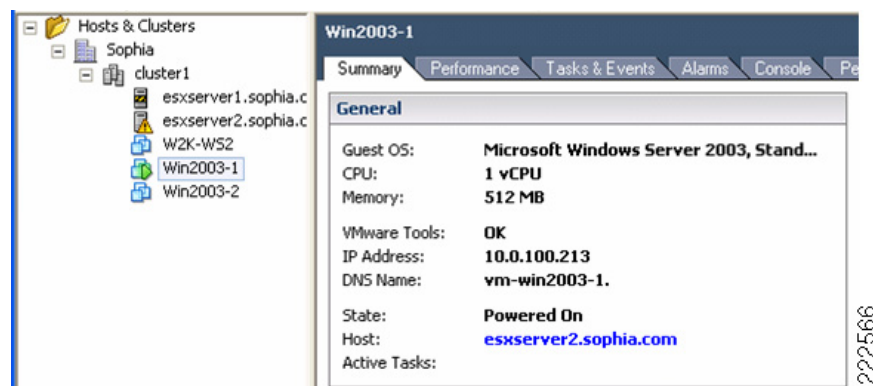 Hosts & Clusters
Sophia
cluster1
esxserver1.sophia.c
esxserver2.sophia.c
W2K-WS2
Win2003-1
Win2003-2
Win2003-1
Summary Performance Tasks & Events Alarms Console Pe
General
Guest OS: Microsoft Windows Server 2003, Stand...
CPU: 1 vCPU
Memory: 512 MB
VMware Tools: OK
IP Address: 10.0.100.213
DNS Name: vm-win2003-1.
State: Powered On
Host: esxserver2.sophia.com
Active Tasks:
222566